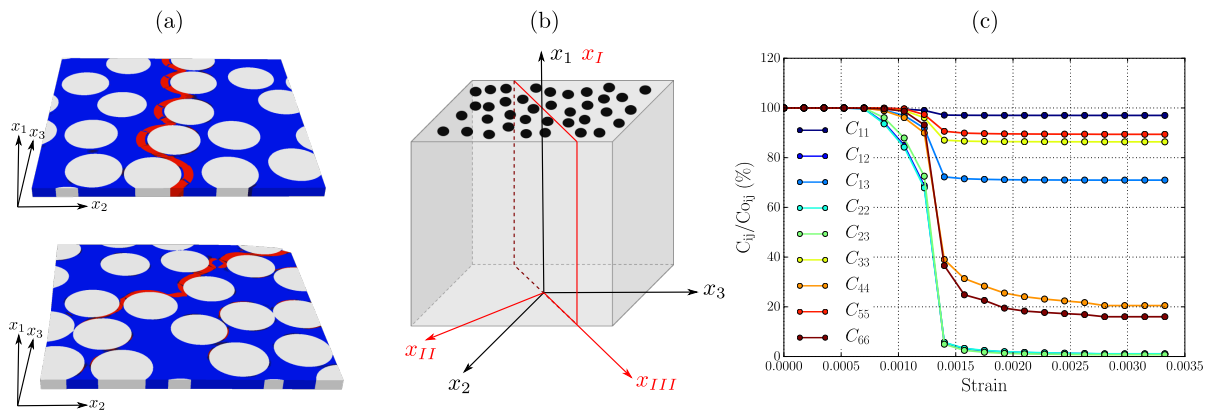 (a)
x1
x3
x2
x1
x3
x2
(b)
x1 xI
x3
xII
x2
xIII
(c)
120
100
80
60
40
20
0
Cij/Coij (%)
C11
C12
C13
C22
C23
C33
C44
C55
C66
0.0000 0.0005 0.0010 0.0015 0.0020 0.0025 0.0030 0.0035
Strain